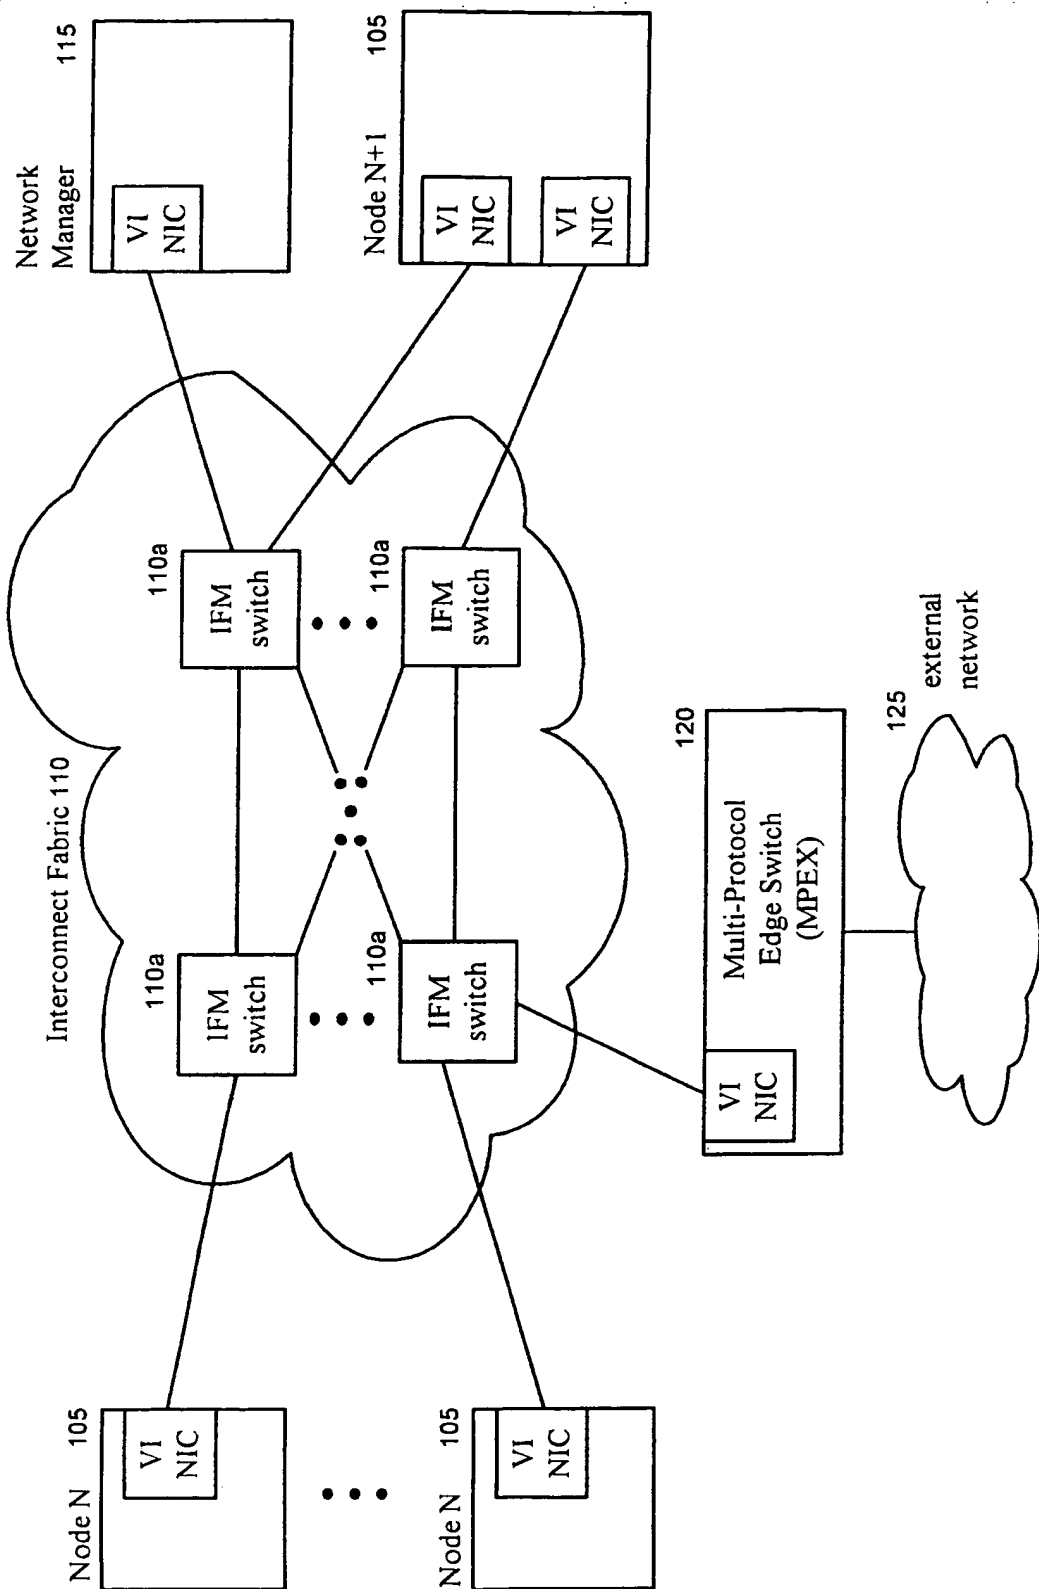 Network
Manager
115
VI
NIC
Node N+1
105
VI
NIC
VI
NIC
Interconnect Fabric 110
110a
IFM
switch
110a
IFM
switch
110a
IFM
switch
110a
IFM
switch
Node N
105
VI
NIC
Node N
105
VI
NIC
120
Multi-Protocol
Edge Switch
(MPEX)
VI
NIC
125
external
network